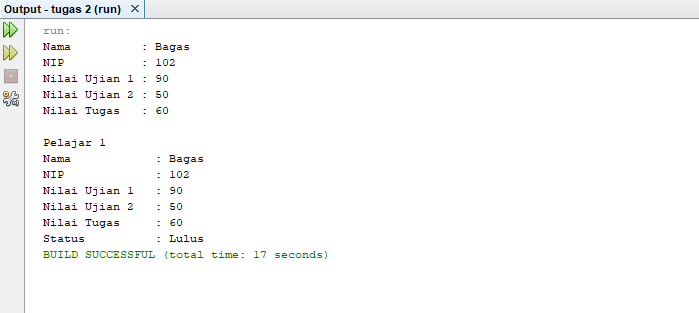 Output - tugas 2 (run)
run:
Nama          : Bagas
NIP           : 102
Nilai Ujian 1 : 90
Nilai Ujian 2 : 50
Nilai Tugas   : 60
Pelajar 1
Nama            : Bagas
NIP             : 102
Nilai Ujian 1   : 90
Nilai Ujian 2   : 50
Nilai Tugas     : 60
Status          : Lulus
BUILD SUCCESSFUL (total time: 17 seconds)